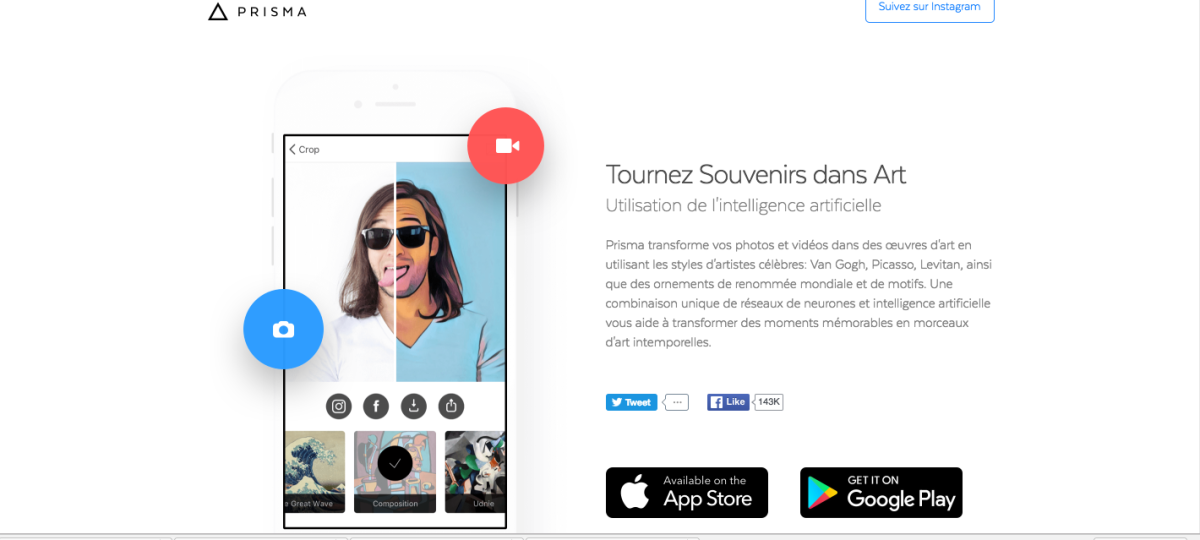 PRISMA
Suivez sur Instagram
Crop
Tournez Souvenirs dans Art
Utilisation de l'intelligence artificielle
Prisma transforme vos photos et vidéos dans des œuvres d'art en
utilisant les styles d'artistes célèbres: Van Gogh, Picasso, Levitan, ainsi
que des ornements de renommée mondiale et de motifs. Une
combinaison unique de réseaux de neurones et intelligence artificielle
vous aide à transformer des moments mémorables en morceaux
d'art intemporelles.
Tweet
...
Like
143K
Great Wave
Composition
Udnie
Available on the
App Store
GET IT ON
Google Play